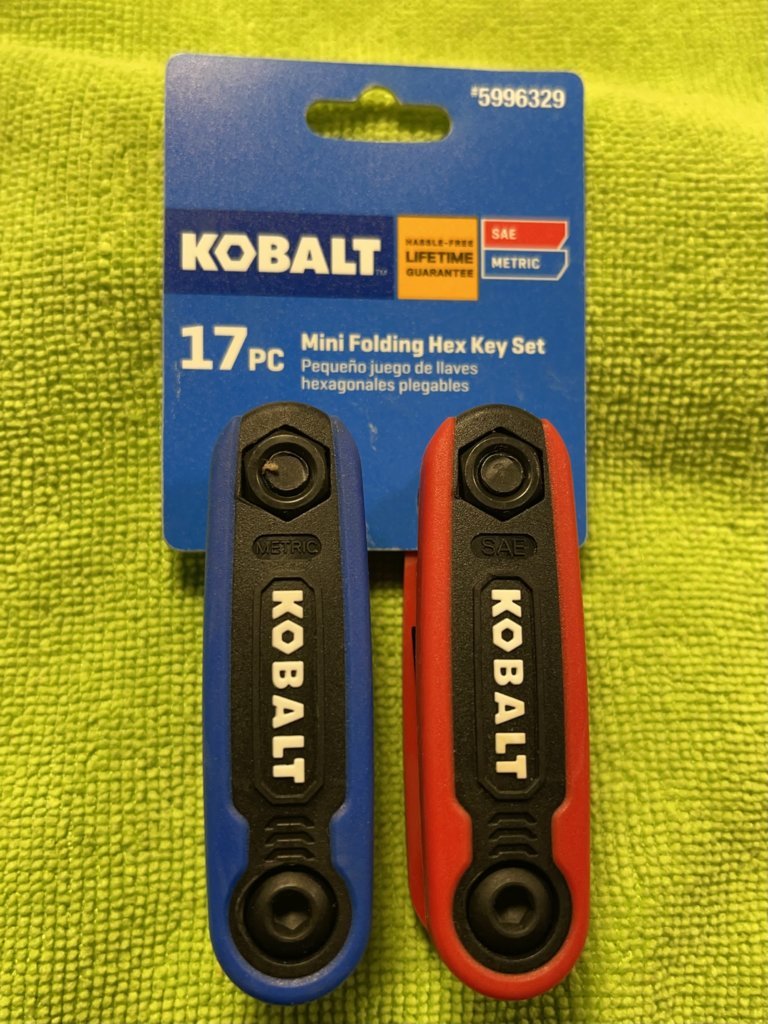 #5996329
KOBALT™
HASSLE-FREE
LIFETIME
GUARANTEE
SAE
METRIC
17PC
Mini Folding Hex Key Set
Pequeño juego de llaves
hexagonales plegables
METRIC
KOBALT
SAE
KOBALT